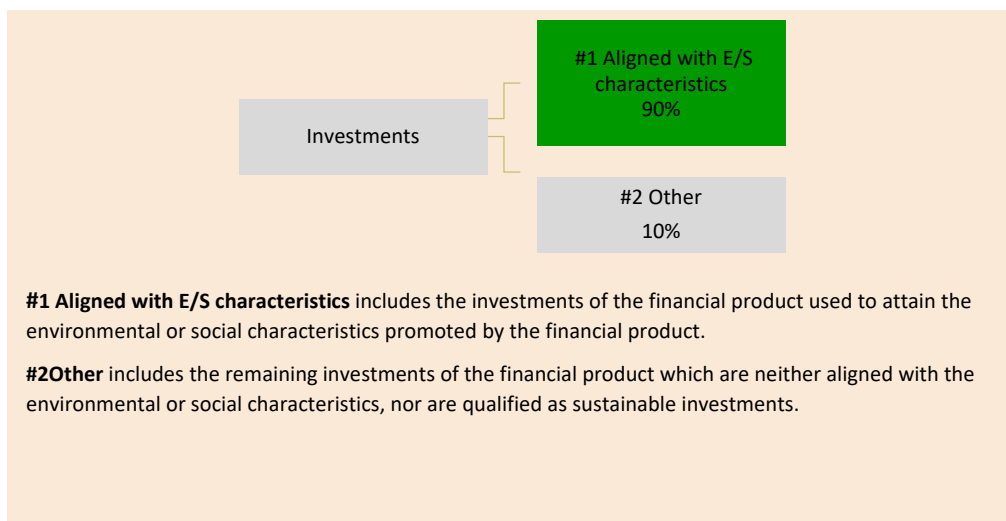 #1 Aligned with E/S
characteristics
90%
Investments
#2 Other
10%
#1 Aligned with E/S characteristics includes the investments of the financial product used to attain the
environmental or social characteristics promoted by the financial product.
#2Other includes the remaining investments of the financial product which are neither aligned with the
environmental or social characteristics, nor are qualified as sustainable investments.